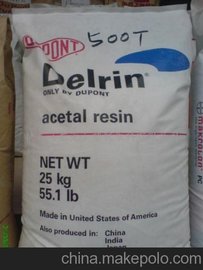 DUPONT
500T
Delrin®
ONLY BY DUPONT
acetal resin
NET WT
25 kg
55.1 lb
Made in United States of America
Also produced in: China
India
Japan
china.makepolo.com